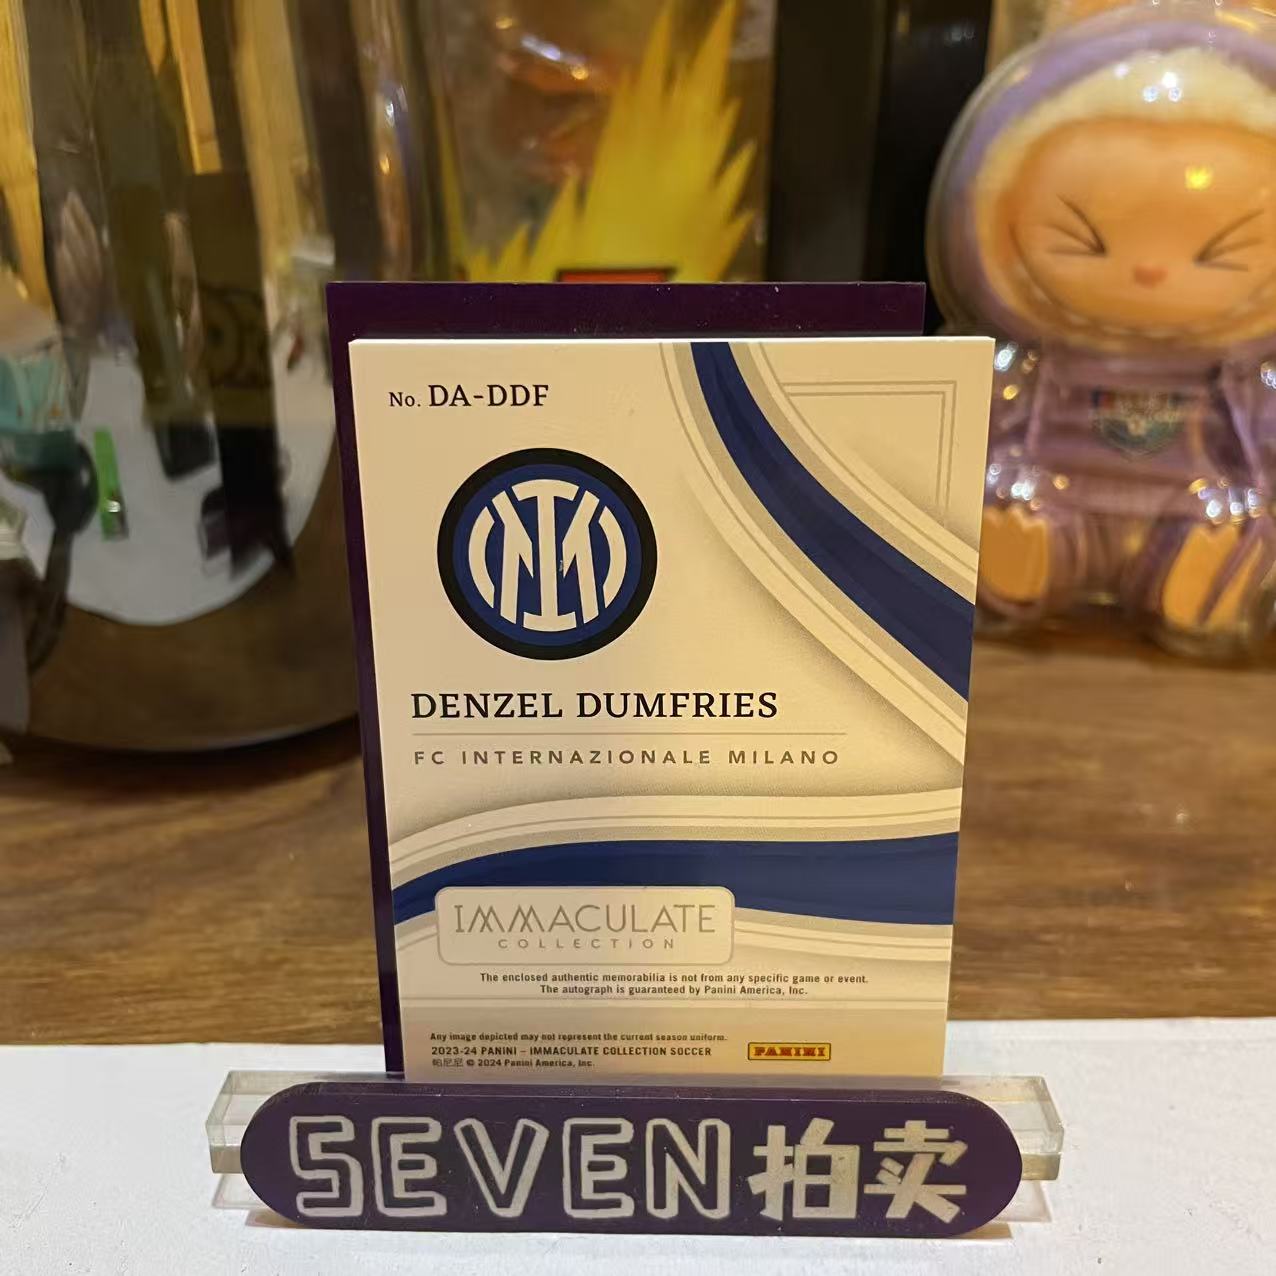 No. DA-DDF
DENZEL DUMFRIES
FC INTERNAZIONALE MILANO
IMMACULATE
COLLECTION
The enclosed authentic memorabilia is not from any specific game or event.
The autograph is guaranteed by Panini America, Inc.
Any image depicted may not represent the current season uniform.
2023-24 PANINI – IMMACULATE COLLECTION SOCCER
帕尼尼 © 2024 Panini America, Inc.
PANINI
SEVEN拍卖